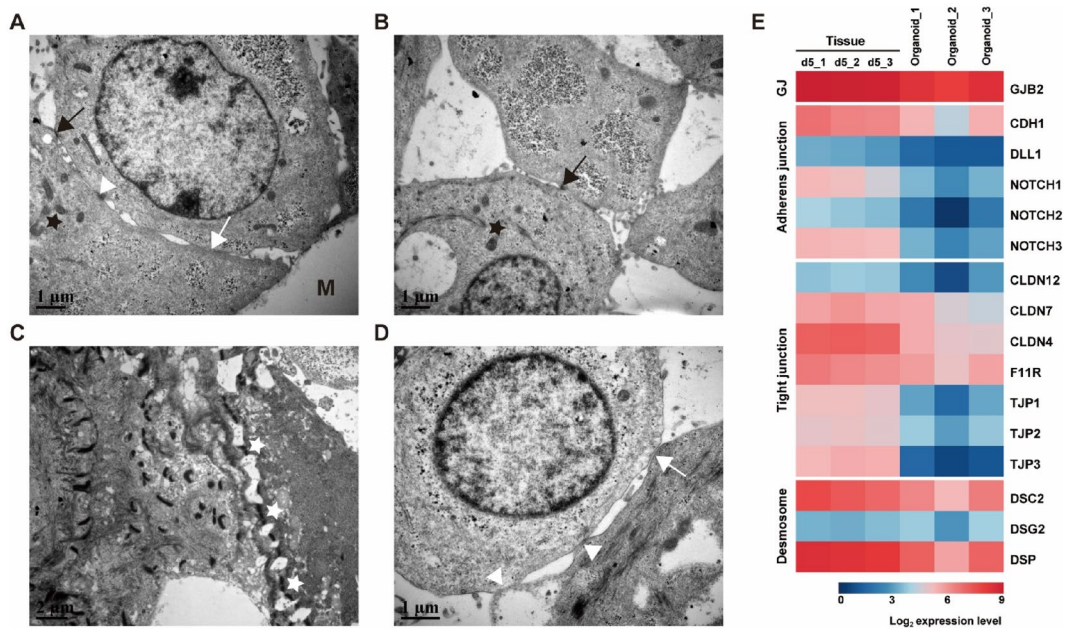 A
B
E
Tissue
Organoid_1
Organoid_2
Organoid_3
d5_1
d5_2
d5_3
GJ
GJB2
Adherens junction
CDH1
DLL1
NOTCH1
NOTCH2
NOTCH3
Tight junction
CLDN12
CLDN7
CLDN4
F11R
TJP1
TJP2
TJP3
Desmosome
DSC2
DSG2
DSP
0
3
6
9
Log₂ expression level
M
1 µm
1 µm
C
D
2 µm
1 µm